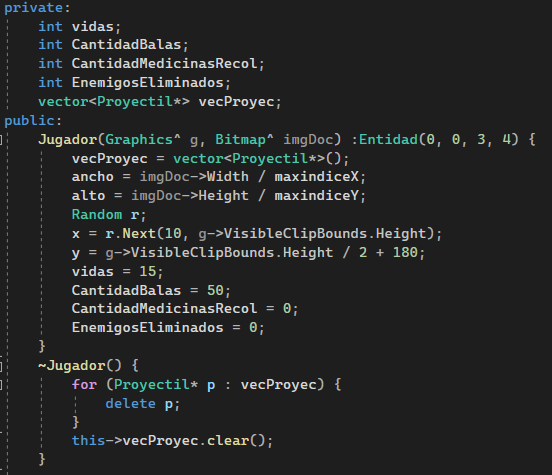 private:
    int vidas;
    int CantidadBalas;
    int CantidadMedicinasRecol;
    int EnemigosEliminados;
    vector<Proyectil*> vecProyec;
public:
    Jugador(Graphics^ g, Bitmap^ imgDoc) :Entidad(0, 0, 3, 4) {
        vecProyec = vector<Proyectil*>();
        ancho = imgDoc->Width / maxindiceX;
        alto = imgDoc->Height / maxindiceY;
        Random r;
        x = r.Next(10, g->VisibleClipBounds.Height);
        y = g->VisibleClipBounds.Height / 2 + 180;
        vidas = 15;
        CantidadBalas = 50;
        CantidadMedicinasRecol = 0;
        EnemigosEliminados = 0;
    }
    ~Jugador() {
        for (Proyectil* p : vecProyec) {
            delete p;
        }
        this->vecProyec.clear();
    }